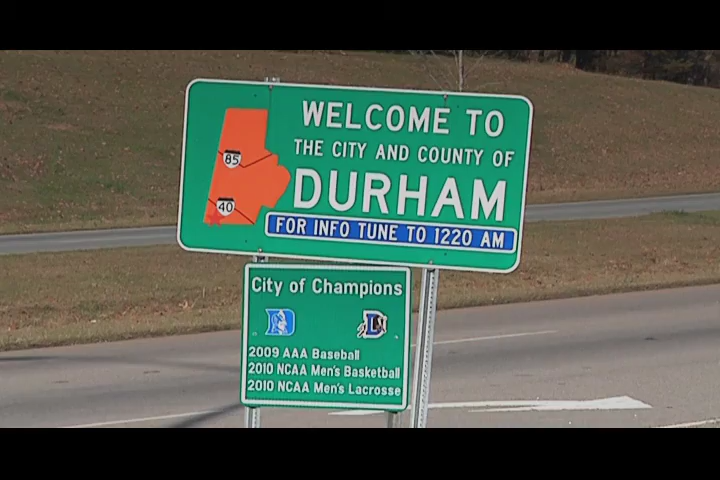 WELCOME TO
THE CITY AND COUNTY OF
DURHAM
FOR INFO TUNE TO 1220 AM
85
40
City of Champions
D
2009 AAA Baseball
2010 NCAA Men's Basketball
2010 NCAA Men's Lacrosse